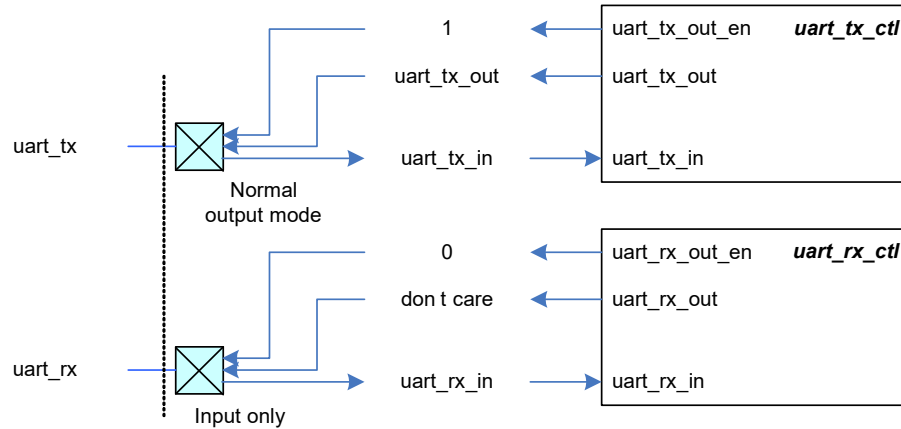 1
uart_tx_out_en
uart_tx_ctl
uart_tx_out
uart_tx_out
uart_tx
uart_tx_in
uart_tx_in
Normal
output mode
0
uart_rx_out_en
uart_rx_ctl
don t care
uart_rx_out
uart_rx
uart_rx_in
uart_rx_in
Input only